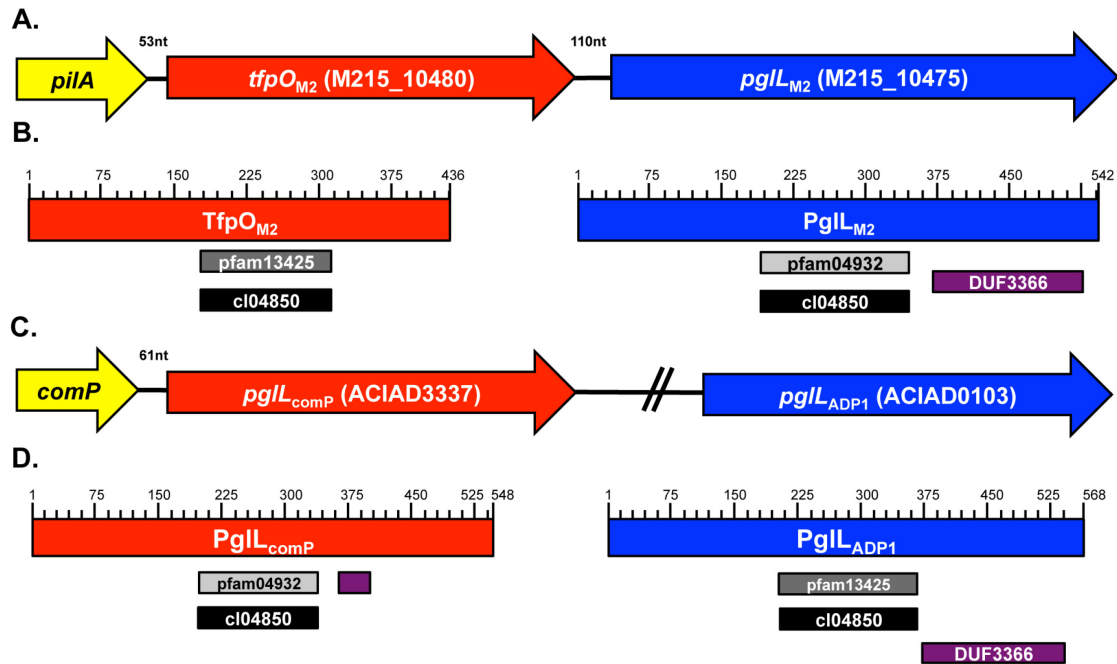 A.
53nt 110nt
pilA tfpOM2 (M215_10480) pglLM2 (M215_10475)
B.
1 75 150 225 300 375 436 1 75 150 225 300 375 450 542
TfpOM2 PglLM2
pfam13425 pfam04932
cl04850 cl04850 DUF3366
C.
61nt
comP pglLcomP (ACIAD3337) pglLADP1 (ACIAD0103)
D.
1 75 150 225 300 375 450 525 548 1 75 150 225 300 375 450 525 568
PglLcomP PglLADP1
pfam04932 pfam13425
cl04850 cl04850
DUF3366